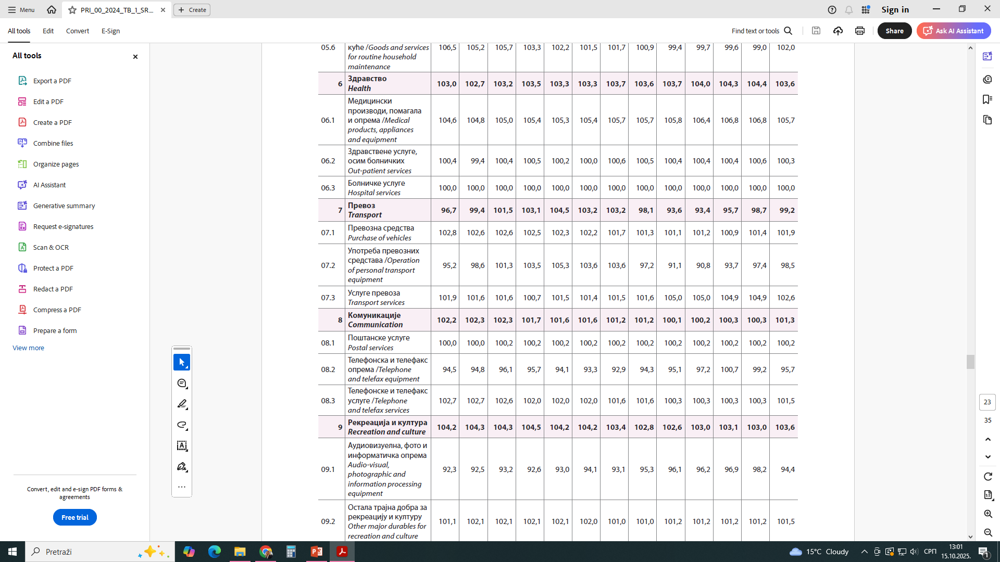 Menu
PRI_00_2024_TB_1_SR...
Create
Sign in
All tools
Edit
Convert
E-Sign
Find text or tools
Share
Ask AI Assistant
All tools
Export a PDF
Edit a PDF
Create a PDF
Combine files
Organize pages
AI Assistant
Generative summary
Request e-signatures
Scan & OCR
Protect a PDF
Redact a PDF
Compress a PDF
Prepare a form
View more
Convert, edit and e-sign PDF forms &
agreements
Free trial
05.6 куће /Goods and services 106,5 105,2 105,7 103,3 102,2 101,5 101,7 100,9 99,4 99,7 99,6 99,0 102,0
for routine household
maintenance
6 Здравство 103,0 102,7 103,2 103,5 103,3 103,3 103,7 103,6 103,7 104,0 104,3 104,4 103,6
Health
Медицински
производи, помагала
06.1 и опрема /Medical 104,6 104,8 105,0 105,4 105,3 105,4 105,7 105,7 105,8 106,4 106,8 106,8 105,7
products, appliances
and equipment
Здравствене услуге,
06.2 осим болничких 100,4 99,4 100,4 100,5 100,2 100,0 100,6 100,5 100,4 100,4 100,4 100,6 100,3
Out-patient services
06.3 Болничке услуге 100,0 100,0 100,0 100,0 100,0 100,0 100,0 100,0 100,0 100,0 100,0 100,0 100,0
Hospital services
7 Превоз 96,7 99,4 101,5 103,1 104,5 103,2 103,2 98,1 93,6 93,4 95,7 98,7 99,2
Transport
07.1 Превозна средства 102,8 102,6 102,6 102,5 102,3 102,2 101,7 101,3 101,1 101,2 100,9 101,4 101,9
Purchase of vehicles
Употреба превозних
07.2 средстава /Operation 95,2 98,6 101,3 103,5 105,3 103,6 103,6 97,2 91,1 90,8 93,7 97,4 98,5
of personal transport
equipment
07.3 Услуге превоза 101,9 101,6 101,6 100,7 101,5 101,4 101,5 101,6 105,0 105,0 104,9 104,9 102,6
Transport services
8 Комуникације 102,2 102,3 102,3 101,7 101,6 101,6 101,2 101,2 100,1 100,2 100,3 100,3 101,3
Communication
08.1 Поштанске услуге 100,0 100,0 100,2 100,2 100,2 100,2 100,2 100,2 100,2 100,2 100,2 100,2 100,2
Postal services
Телефонска и телефакс
08.2 опрема /Telephone 94,5 94,8 96,1 95,7 94,1 93,3 92,9 94,3 95,1 97,2 100,7 99,2 95,7
and telefax equipment
Телефонске и телефакс
08.3 услуге /Telephone 102,7 102,7 102,6 102,0 102,0 102,0 101,6 101,6 100,3 100,3 100,3 100,3 101,5
and telefax services
9 Рекреација и култура 104,2 104,3 104,3 104,5 104,2 104,2 103,4 102,8 102,6 103,0 103,1 103,0 103,6
Recreation and culture
Аудиовизуелна, фото и
информатичка опрема
09.1 Audio-visual, 92,3 92,5 93,2 92,6 93,0 94,1 93,1 95,3 96,1 96,2 96,9 98,2 94,4
photographic and
information processing
equipment
Остала трајна добра за
09.2 рекреацију и културу 101,1 102,1 102,1 102,1 102,1 102,0 101,0 101,0 101,2 101,2 101,2 101,2 101,5
Other major durables for
recreation and culture
23
35
Pretraži
15°C Cloudy
СРП
13:01
15.10.2025.
1